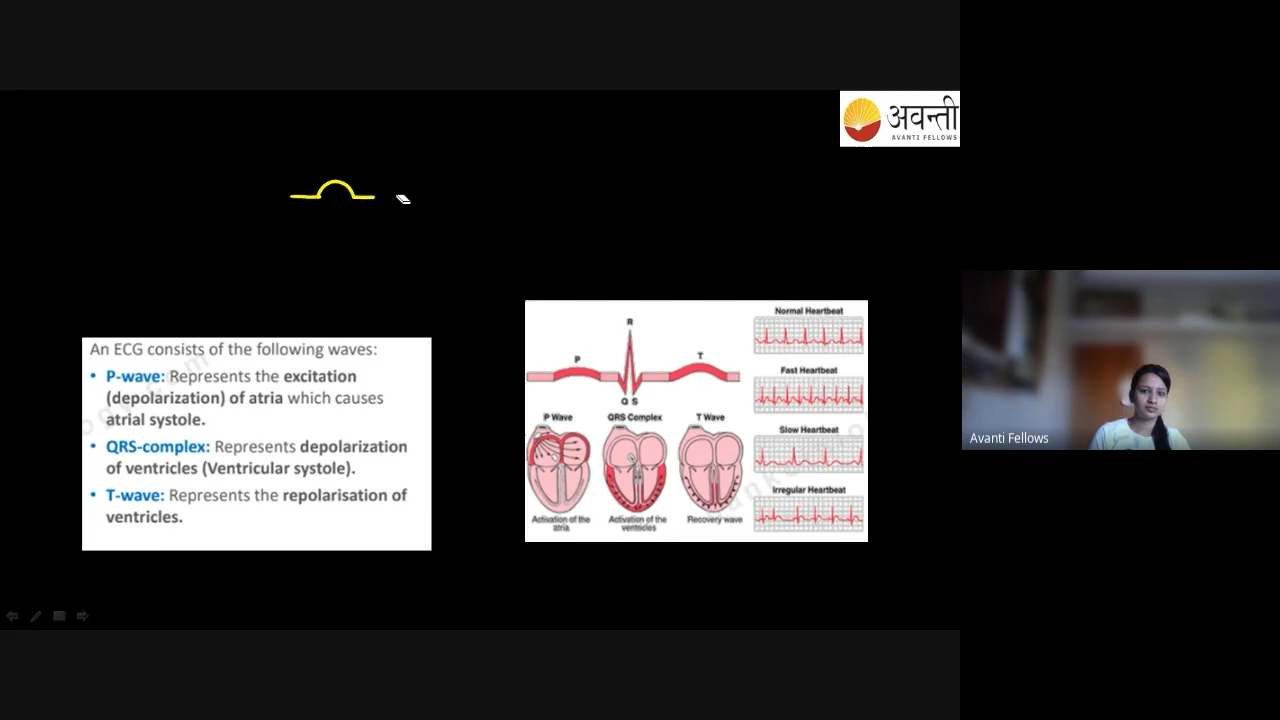 अवन्ती
AVANTI FELLOWS
An ECG consists of the following waves:
• P-wave: Represents the excitation
(depolarization) of atria which causes
atrial systole.
• QRS-complex: Represents depolarization
of ventricles (Ventricular systole).
• T-wave: Represents the repolarisation of
ventricles.
R
P
T
Q S
P Wave
QRS Complex
T Wave
Activation of the
atria
Activation of the
ventricles
Recovery wave
Normal Heartbeat
Fast Heartbeat
Slow Heartbeat
Irregular Heartbeat
Avanti Fellows